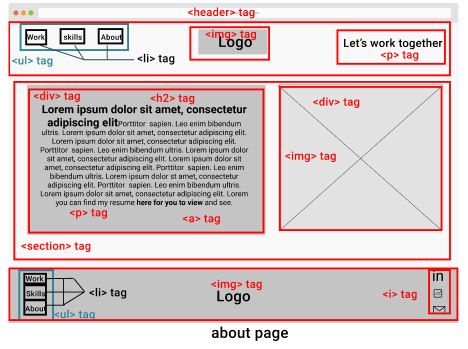 <header> tag
Work
skills
About
<img> tag
Logo
Let's work together
<p> tag
<ul> tag
<li> tag
<div> tag
<h2> tag
Lorem ipsum dolor sit amet, consectetur
adipiscing elitPorttitor sapien. Leo enim bibendum
ultris. Lorem ipsum dolor sit amet, consectetur adipiscing elit.
Porttitor sapien. Leo enim bibendum ultris. Lorem ipsum dolor
sit amet, consectetur adipiscing elit. Lorem ipsum dolor sit
amet, consectetur adipiscing elit. Porttitor sapien. Leo enim
bibendum ultris. Lorem ipsum dolor sit amet, consectetur
adipiscing elit. Lorem ipsum dolor sit amet, consectetur
adipiscing elit. Porttitor sapien. Leo enim bibendum
ultrices. Lorem ipsum dolor sit amet, consectetur adipiscing elit. Lorem
you can find my resume here for you to view and see.
<p> tag
<a> tag
<div> tag
<img> tag
<section> tag
Work
Skills
About
<li> tag
<ul> tag
<img> tag
Logo
<i> tag
in
about page